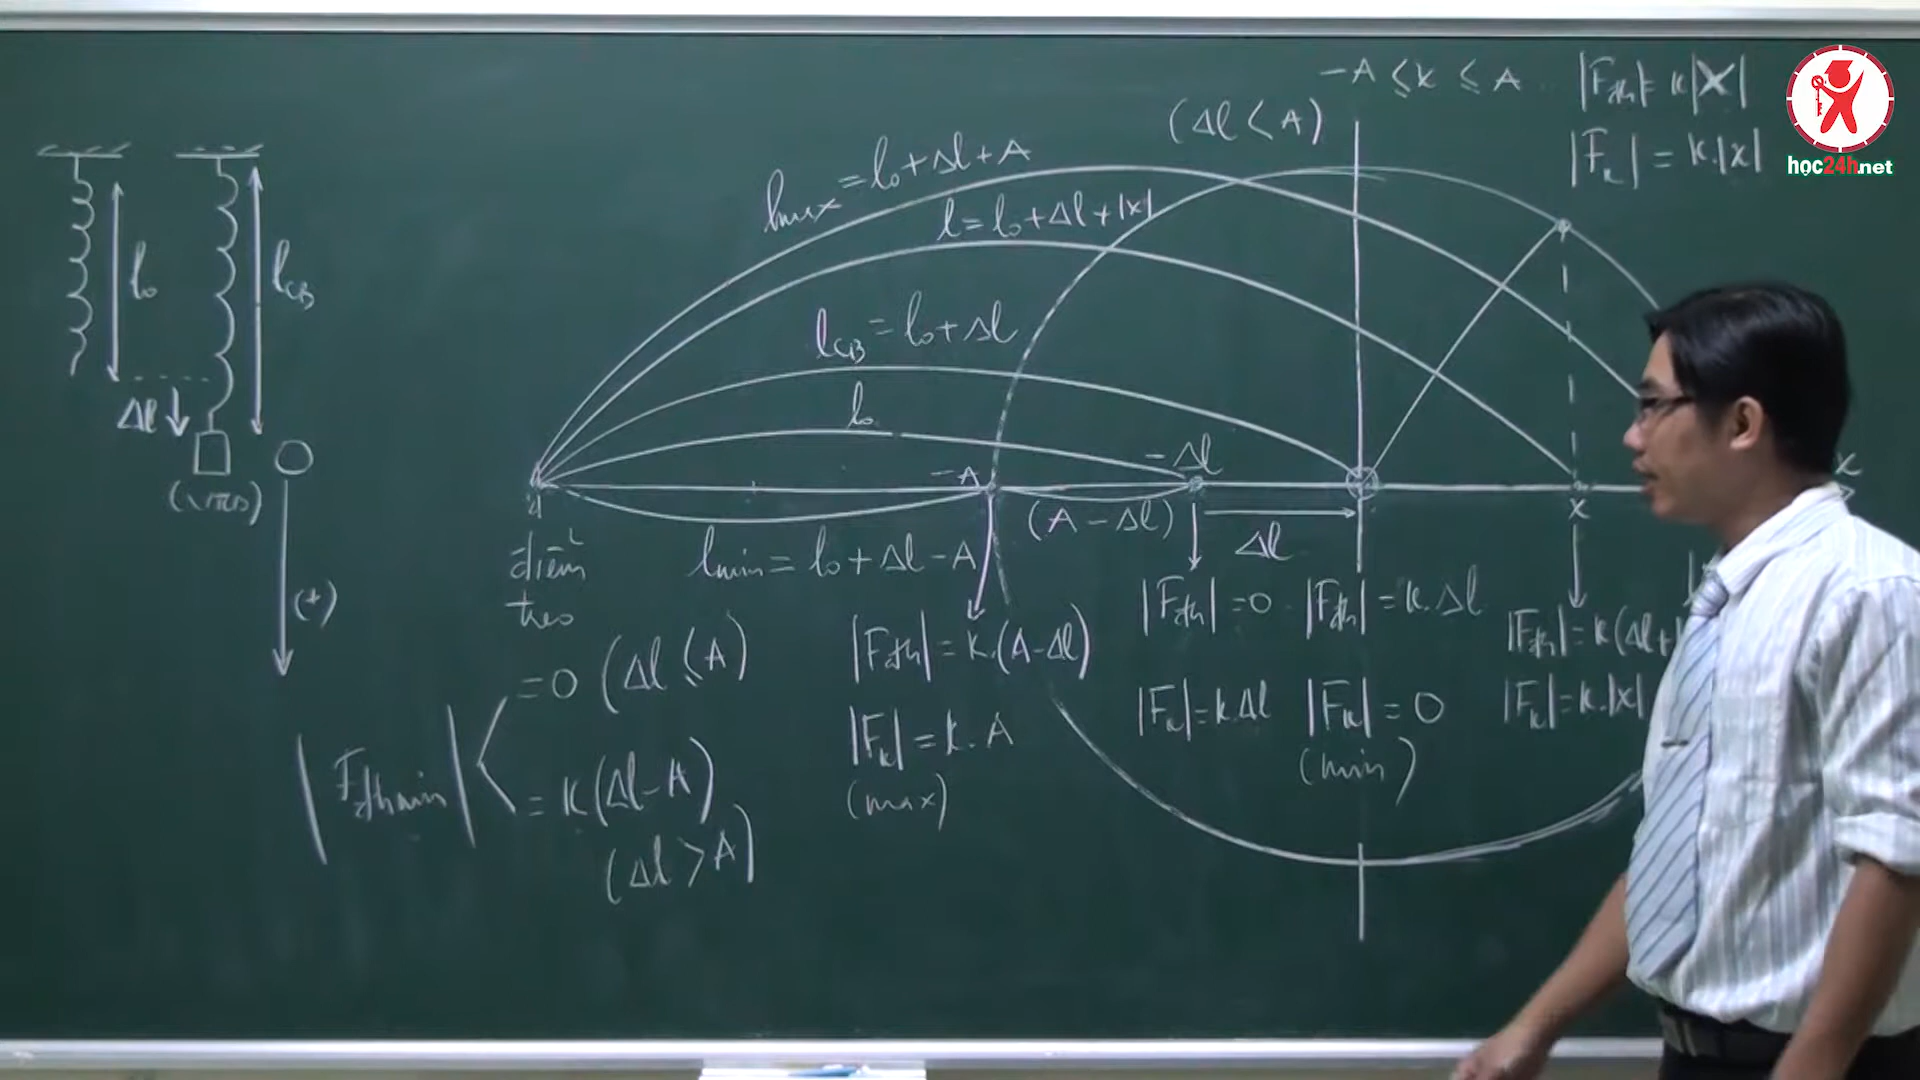 -A ≤ x ≤ A
|Fđh| = k|X|
(Δl < A)
|Fk| = k.|x|
học24h.net
lmax = l₀ + Δl + A
l = l₀ + Δl + |x|
l₀
lCB
lCB = l₀ + Δl
Δl
l₀
-A
-Δl
x
(VTCB)
(A - Δl)
x
điểm
treo
lmin = l₀ + Δl - A
Δl
(+)
|Fđh| = 0
|Fđh| = k.Δl
|Fđh| = k.(A-Δl)
|Fđh| = k(Δl+
= 0 (Δl ≤ A)
|Fk| = k.Δl
|Fk| = 0
|Fk| = k.|x|
|Fk| = k. A
(min)
|Fđhmin|
= k(Δl-A)
(max)
(Δl > A)